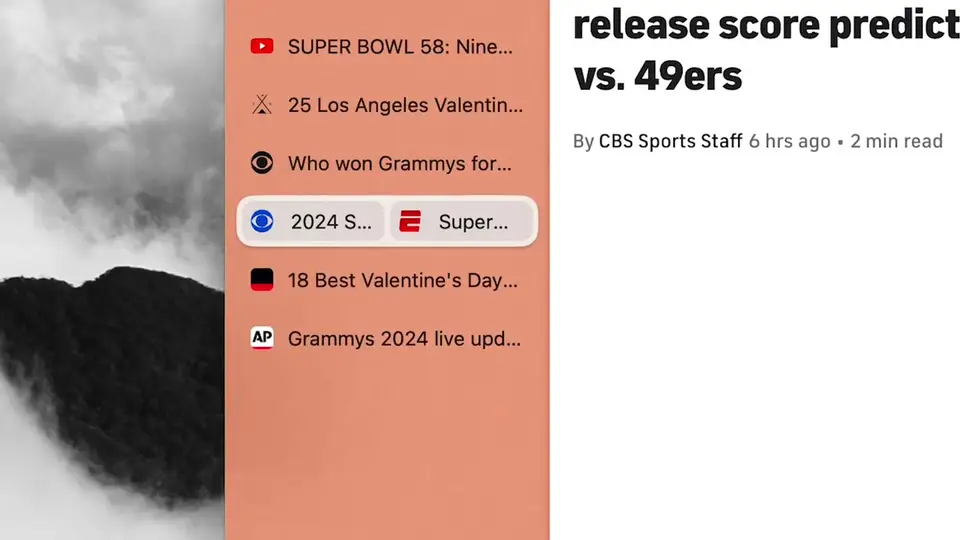 SUPER BOWL 58: Nine...
25 Los Angeles Valentin...
Who won Grammys for...
2024 S... Super...
18 Best Valentine's Day...
AP Grammys 2024 live upd...
release score predict
vs. 49ers
By CBS Sports Staff 6 hrs ago • 2 min read